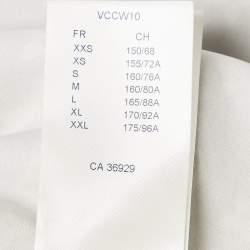 VCCW10
FR CH
XXS 150/68
XS 155/72A
S 160/76A
M 160/80A
L 165/88A
XL 170/92A
XXL 175/96A
CA 36929